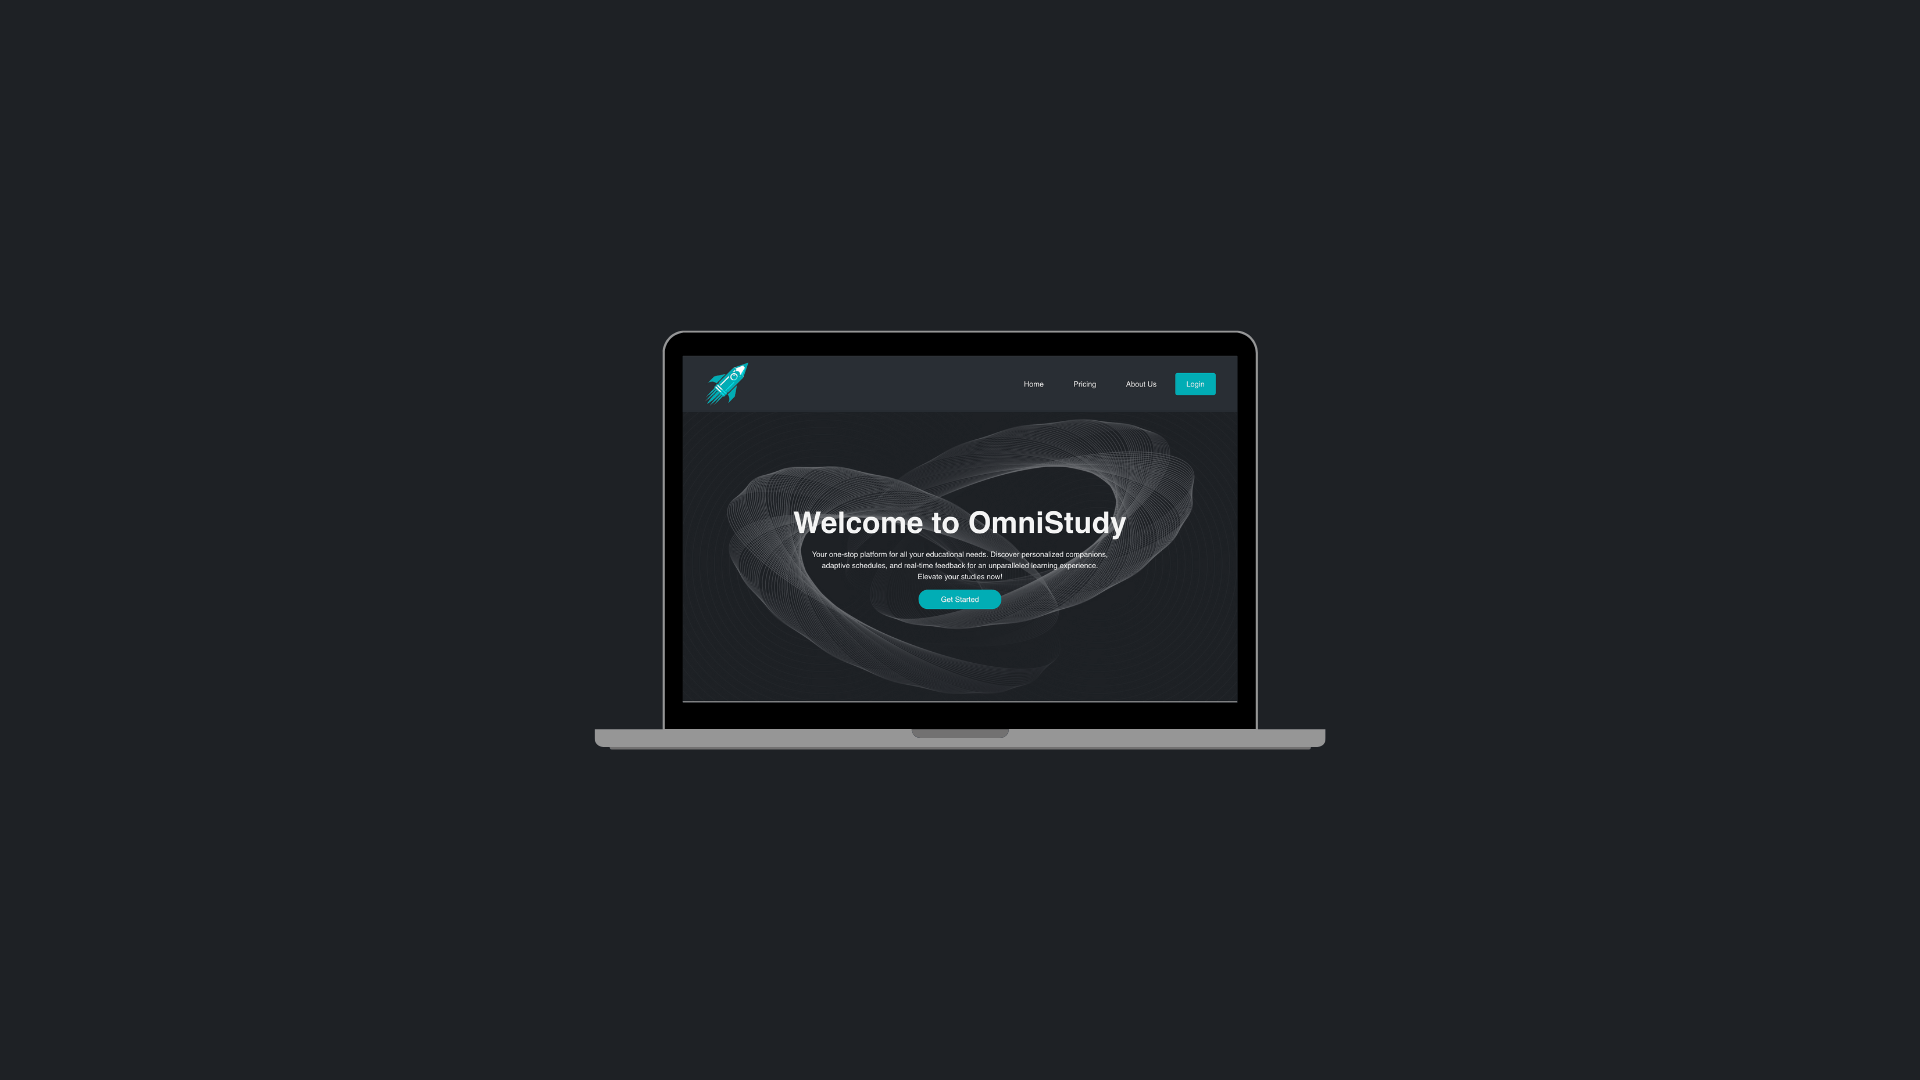 Home Pricing About Us Login
Welcome to OmniStudy
Your one-stop platform for all your educational needs. Discover personalized companions,
adaptive schedules, and real-time feedback for an unparalleled learning experience.
Elevate your studies now!
Get Started